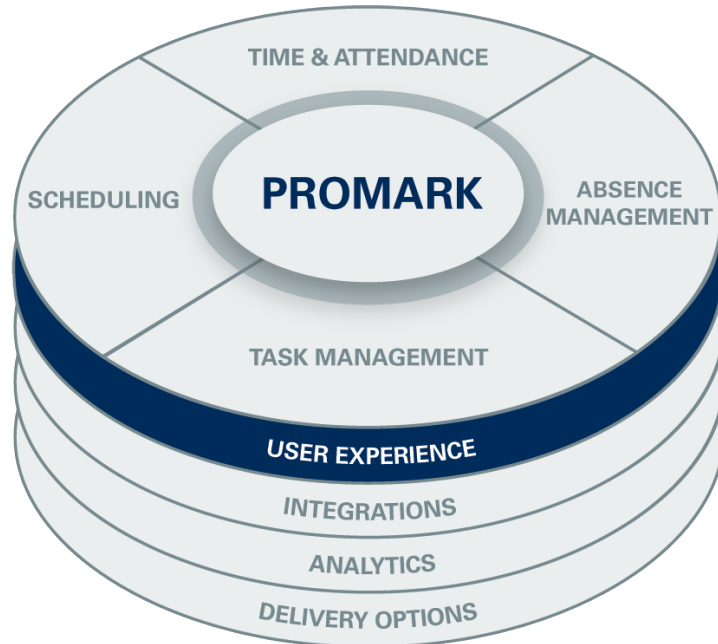 TIME & ATTENDANCE
SCHEDULING
PROMARK
ABSENCE
MANAGEMENT
TASK MANAGEMENT
USER EXPERIENCE
INTEGRATIONS
ANALYTICS
DELIVERY OPTIONS